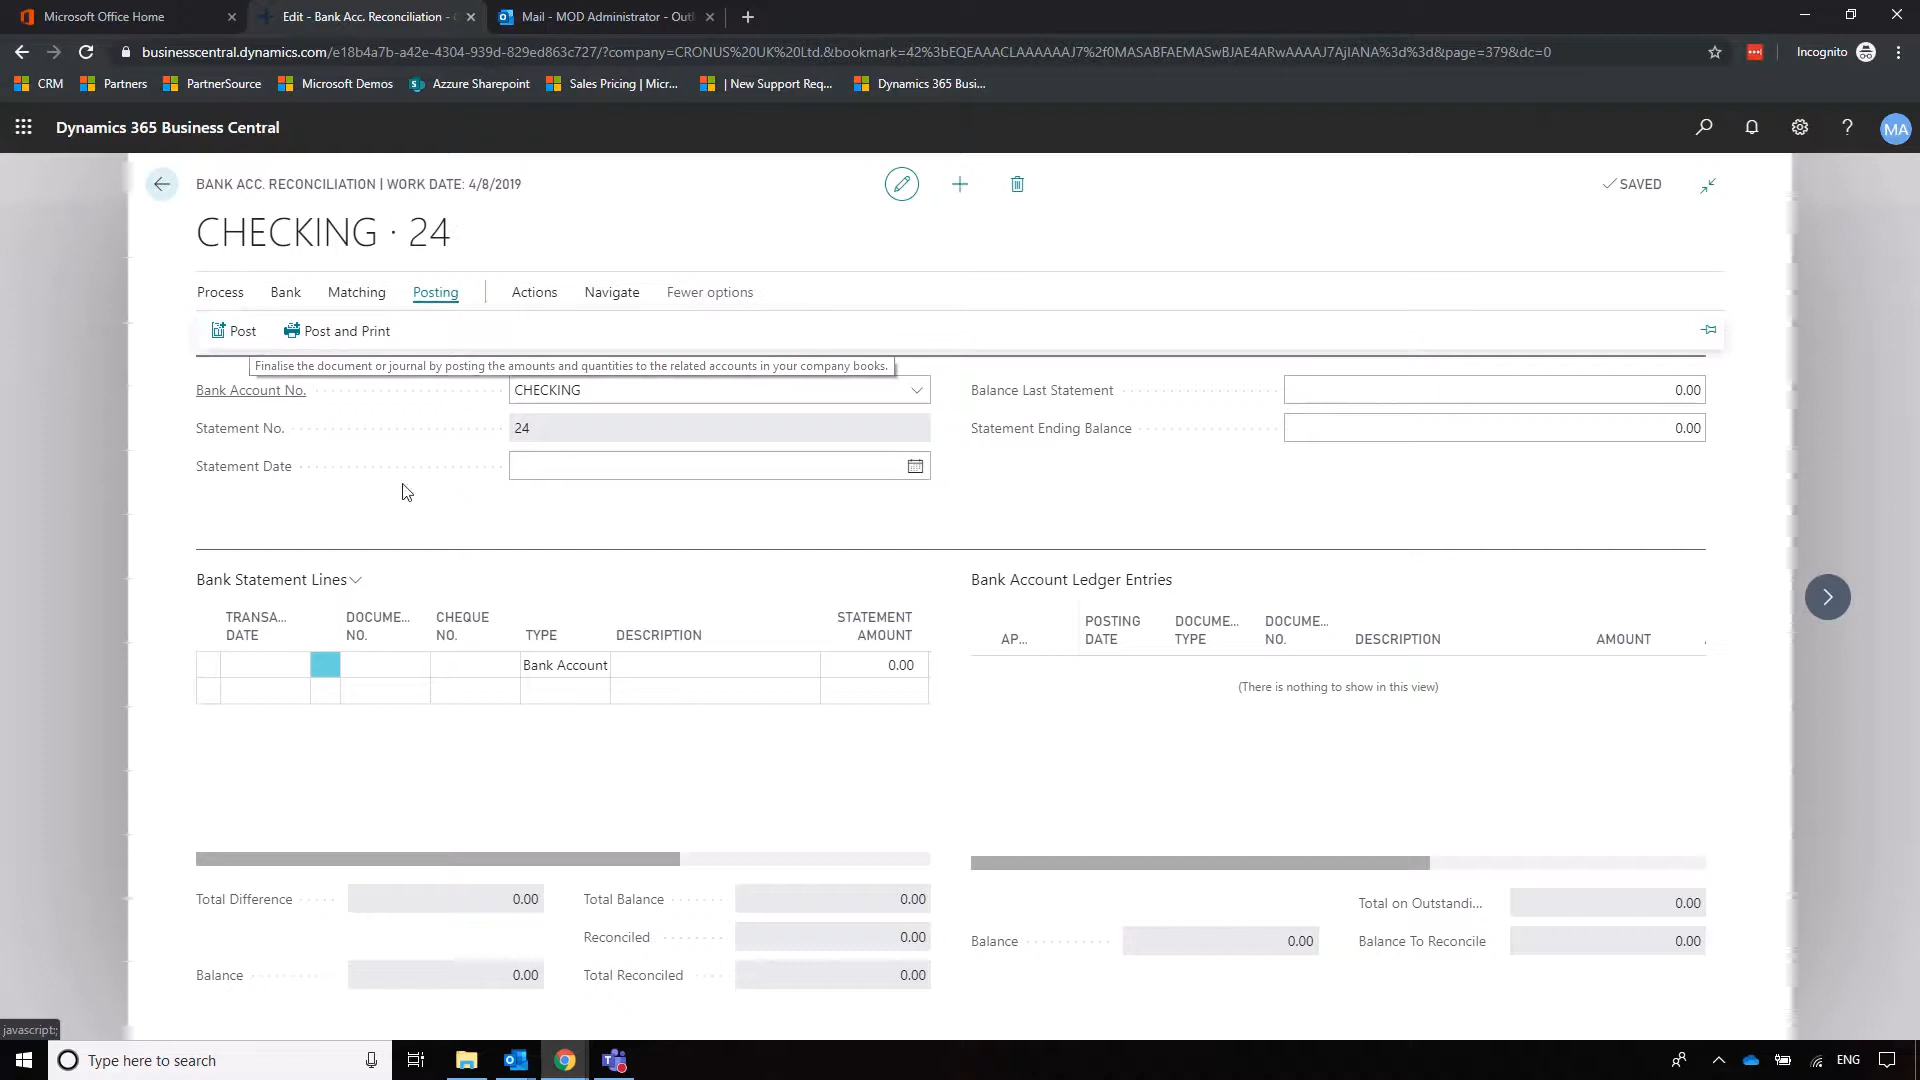 Microsoft Office Home
Edit - Bank Acc. Reconciliation -
Mail - MOD Administrator - Outl
businesscentral.dynamics.com/e18b4a7b-a42e-4304-939d-829ed863c727/?company=CRONUS%20UK%20Ltd.&bookmark=42%3bEQEAAACLAAAAAAJ7%2f0MASABFAEMASwBJAE4ARwAAAAJ7AjIANA%3d%3d&page=379&dc=0
Incognito
CRM
Partners
PartnerSource
Microsoft Demos
Azzure Sharepoint
Sales Pricing | Micr...
| New Support Req...
Dynamics 365 Busi...
Dynamics 365 Business Central
MA
BANK ACC. RECONCILIATION | WORK DATE: 4/8/2019
SAVED
CHECKING · 24
Process
Bank
Matching
Posting
Actions
Navigate
Fewer options
Post
Post and Print
Finalise the document or journal by posting the amounts and quantities to the related accounts in your company books.
Bank Account No.
CHECKING
Balance Last Statement
0.00
Statement No.
24
Statement Ending Balance
0.00
Statement Date
Bank Statement Lines
Bank Account Ledger Entries
TRANSA... DATE
DOCUME... NO.
CHEQUE NO.
TYPE
DESCRIPTION
STATEMENT AMOUNT
AP...
POSTING DATE
DOCUME... TYPE
DOCUME... NO.
DESCRIPTION
AMOUNT
Bank Account
0.00
(There is nothing to show in this view)
Total Difference
0.00
Total Balance
0.00
Total on Outstandi...
0.00
Reconciled
0.00
Balance
0.00
Balance To Reconcile
0.00
Balance
0.00
Total Reconciled
0.00
javascript:;
Type here to search
ENG